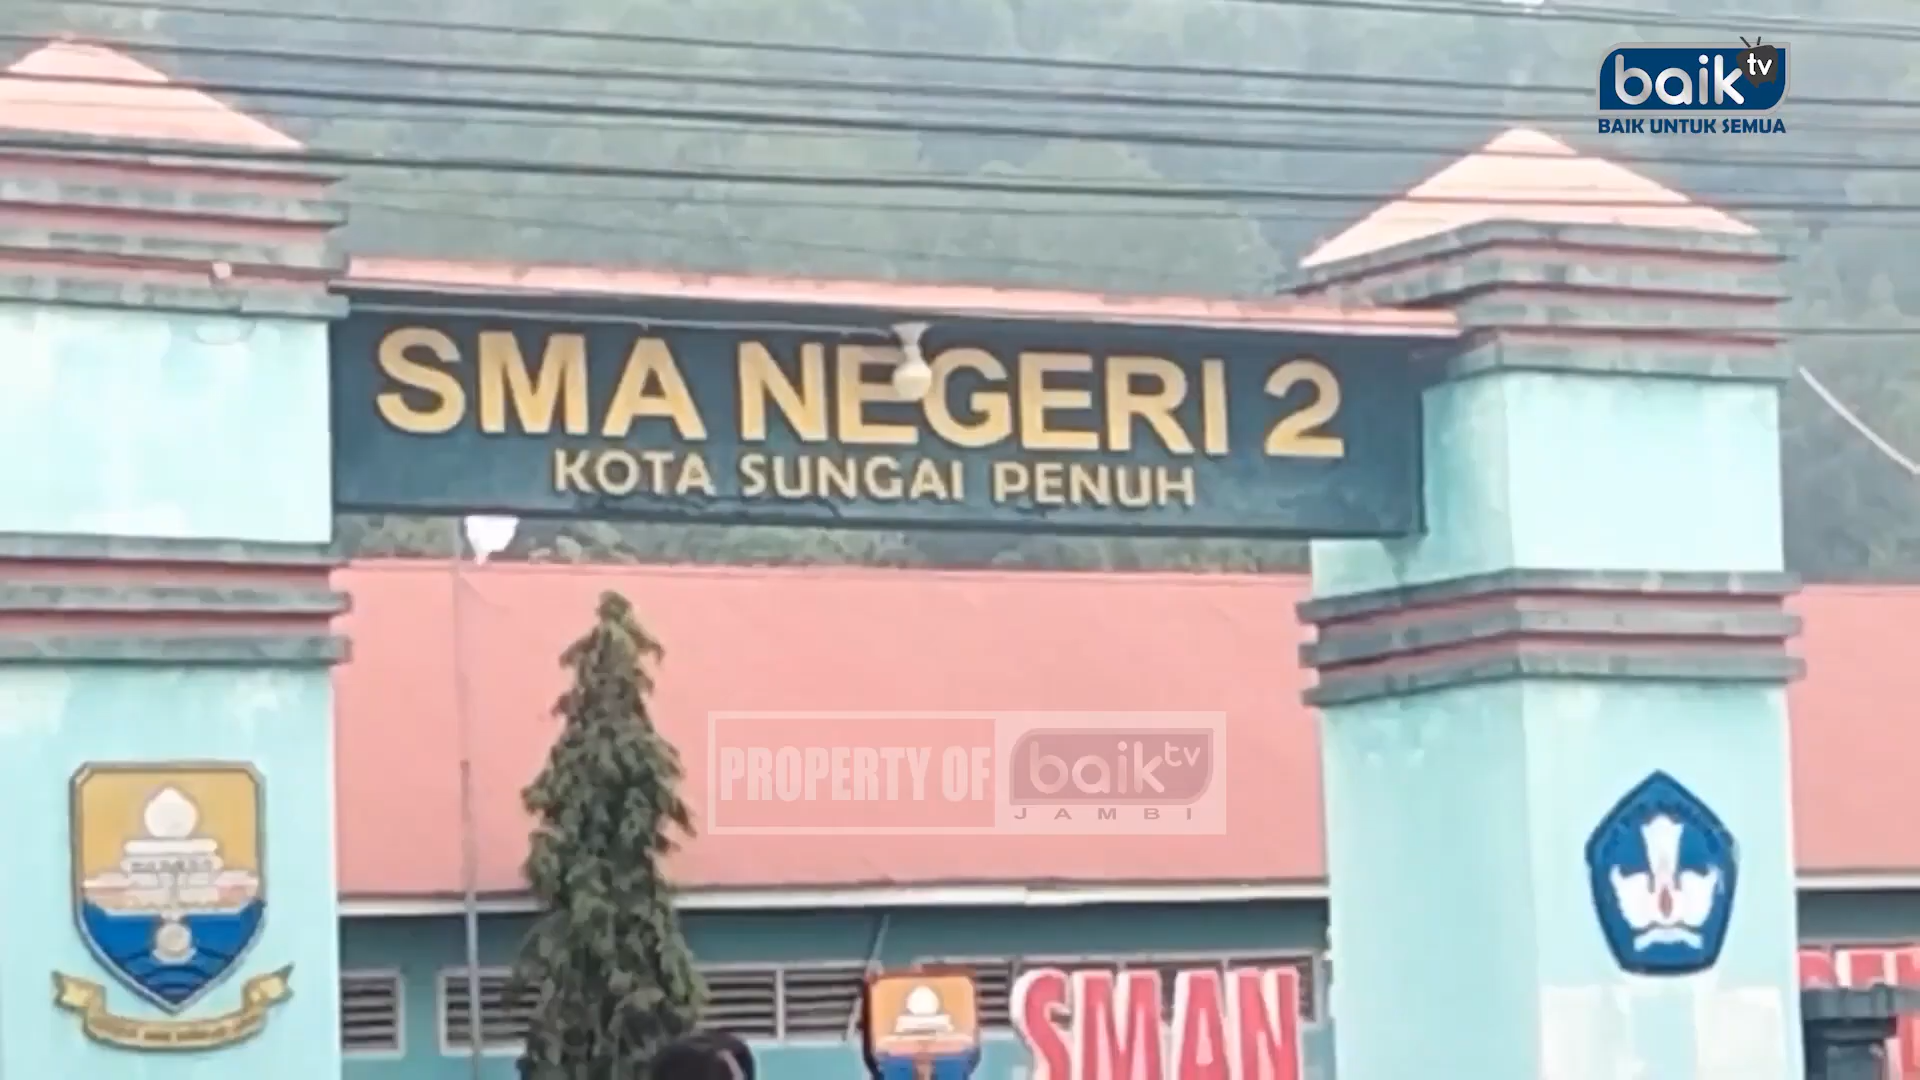 baik tv
BAIK UNTUK SEMUA
SMA NEGERI 2
KOTA SUNGAI PENUH
PROPERTY OF baik tv
JAMBI
SMAN